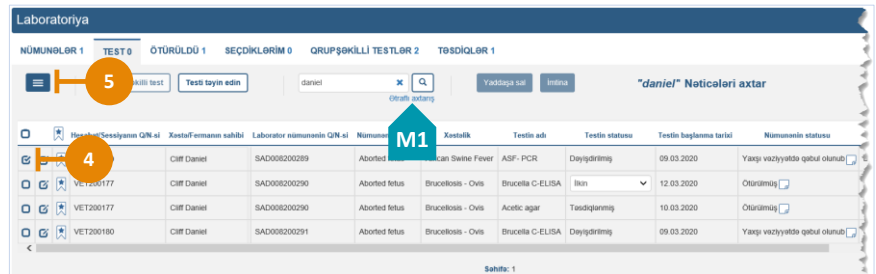 Laboratoriya
NÜMUNƏLƏR 1 TEST 0 ÖTÜRÜLDÜ 1 SEÇDİKLƏRİM 0 QRUPŞƏKİLLİ TESTLƏR 2 TƏSDİQLƏR 1
5 test Testi təyin edin daniel Yaddaşa sal İmtina "daniel" Nəticələri axtar
Ətraflı axtarış
M1
Hesabat/Sessiyanın Q/N-si Xəstə/Fermanın sahibi Laborator nümunənin Q/N-si Xəstəlik Testin adı Testin statusu Testin başlanma tarixi Nümunənin statusu
4 Cliff Daniel SAD008200289 Aborted Swine Fever ASF- PCR Dəyişdirilmiş 09.03.2020 Yaxşı vəziyyətdə qəbul olunub
VET200177 Cliff Daniel SAD008200290 Aborted fetus Brucellosis - Ovis Brucella C-ELISA İlkin 12.03.2020 Ötürülmüş
VET200177 Cliff Daniel SAD008200290 Aborted fetus Brucellosis - Ovis Acetic agar Təsdiqlənmiş 10.03.2020 Ötürülmüş
VET200180 Cliff Daniel SAD008200291 Aborted fetus Brucellosis - Ovis Brucella C-ELISA Dəyişdirilmiş 09.03.2020 Yaxşı vəziyyətdə qəbul olunub
Səhifə: 1